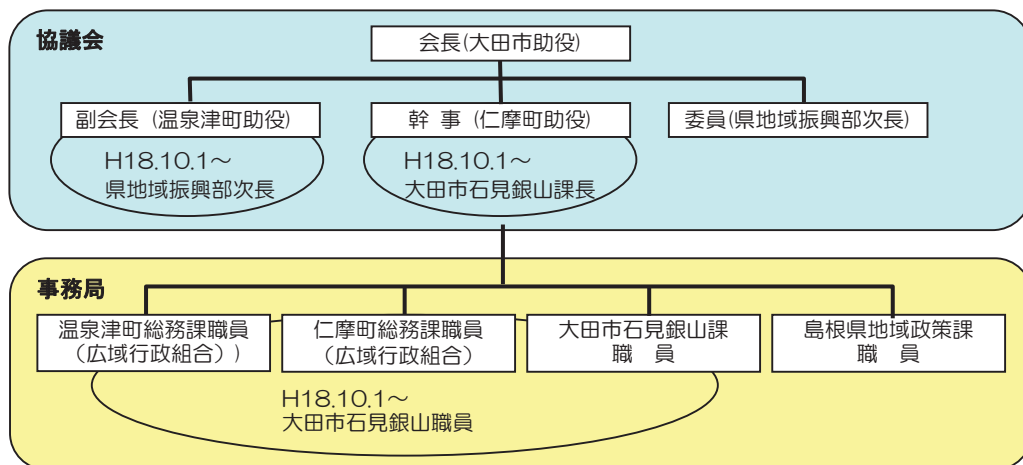 協議会
会長(大田市助役)
副会長 (温泉津町助役)
幹 事 (仁摩町助役)
委員(県地域振興部次長)
H18.10.1～
県地域振興部次長
H18.10.1～
大田市石見銀山課長
事務局
温泉津町総務課職員
（広域行政組合））
仁摩町総務課職員
（広域行政組合）
大田市石見銀山課
職 員
島根県地域政策課
職 員
H18.10.1～
大田市石見銀山職員